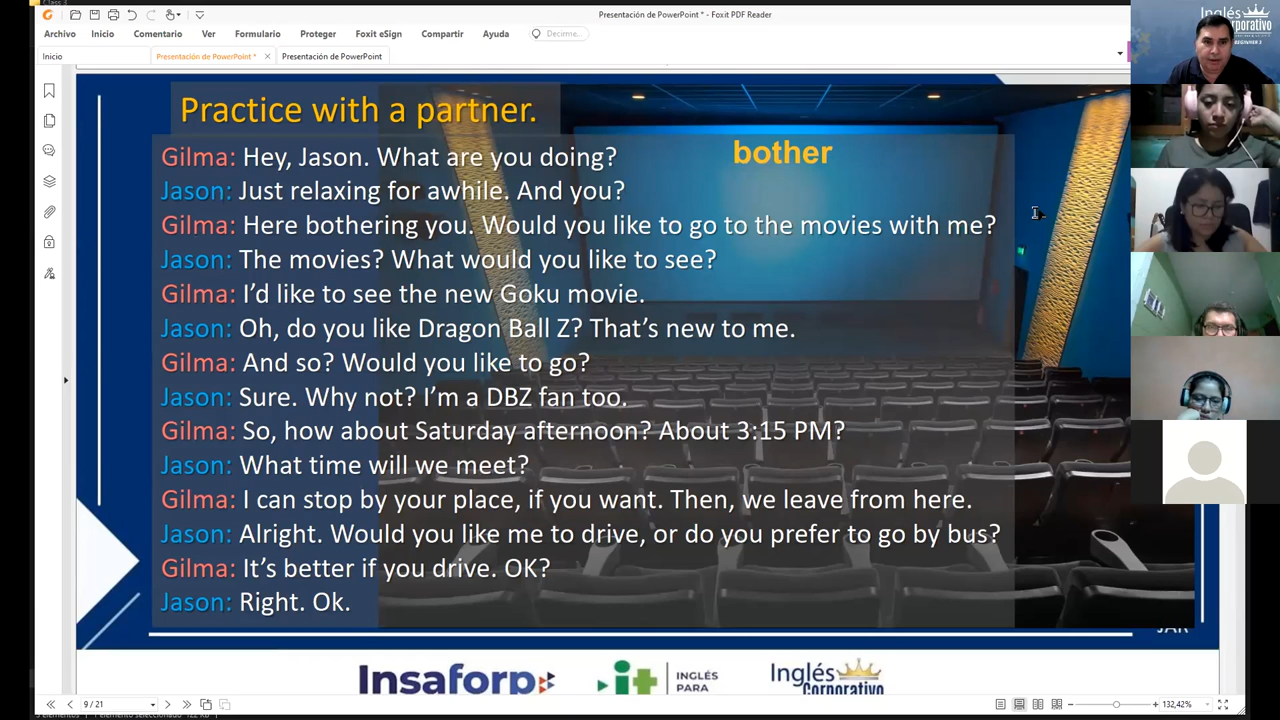 Class 3
Presentación de PowerPoint * - Foxit PDF Reader
Archivo Inicio Comentario Ver Formulario Proteger Foxit eSign Compartir Ayuda Decirme...
Inicio Presentación de PowerPoint * Presentación de PowerPoint
Inglés
Corporativo
BEGINNER 2
Practice with a partner.
bother
Gilma: Hey, Jason. What are you doing?
Jason: Just relaxing for awhile. And you?
Gilma: Here bothering you. Would you like to go to the movies with me?
Jason: The movies? What would you like to see?
Gilma: I’d like to see the new Goku movie.
Jason: Oh, do you like Dragon Ball Z? That’s new to me.
Gilma: And so? Would you like to go?
Jason: Sure. Why not? I’m a DBZ fan too.
Gilma: So, how about Saturday afternoon? About 3:15 PM?
Jason: What time will we meet?
Gilma: I can stop by your place, if you want. Then, we leave from here.
Jason: Alright. Would you like me to drive, or do you prefer to go by bus?
Gilma: It’s better if you drive. OK?
Jason: Right. Ok.
JAR
Insaforp it INGLÉS PARA Inglés Corporativo
9 / 21 132,42%